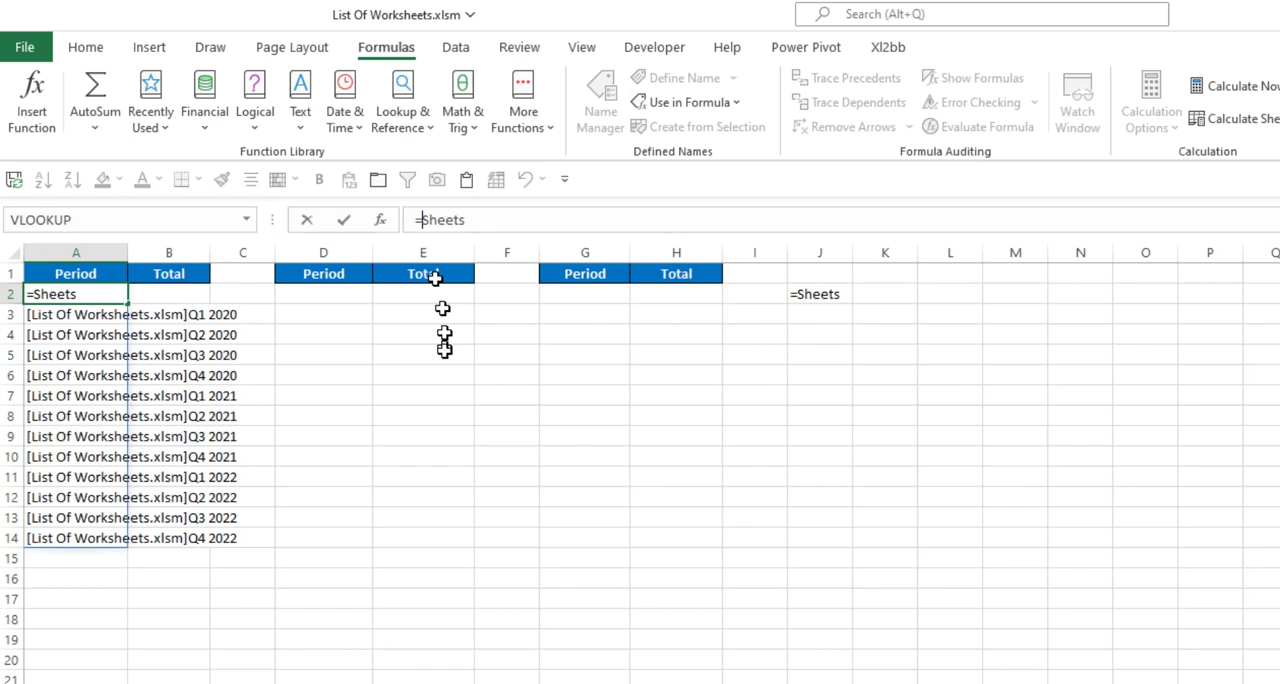 List Of Worksheets.xlsm
Search (Alt+Q)
File Home Insert Draw Page Layout Formulas Data Review View Developer Help Power Pivot Xl2bb
Insert Function
AutoSum
Recently Used
Financial
Logical
Text
Date & Time
Lookup & Reference
Math & Trig
More Functions
Function Library
Name Manager
Define Name
Use in Formula
Create from Selection
Defined Names
Trace Precedents
Trace Dependents
Remove Arrows
Show Formulas
Error Checking
Evaluate Formula
Formula Auditing
Watch Window
Calculation Options
Calculate Now
Calculate She
Calculation
VLOOKUP fx =Sheets
A B C D E F G H I J K L M N O P Q
1 Period Total Period Total Period Total
2 =Sheets =Sheets
3 [List Of Worksheets.xlsm]Q1 2020
4 [List Of Worksheets.xlsm]Q2 2020
5 [List Of Worksheets.xlsm]Q3 2020
6 [List Of Worksheets.xlsm]Q4 2020
7 [List Of Worksheets.xlsm]Q1 2021
8 [List Of Worksheets.xlsm]Q2 2021
9 [List Of Worksheets.xlsm]Q3 2021
10 [List Of Worksheets.xlsm]Q4 2021
11 [List Of Worksheets.xlsm]Q1 2022
12 [List Of Worksheets.xlsm]Q2 2022
13 [List Of Worksheets.xlsm]Q3 2022
14 [List Of Worksheets.xlsm]Q4 2022
15
16
17
18
19
20
21